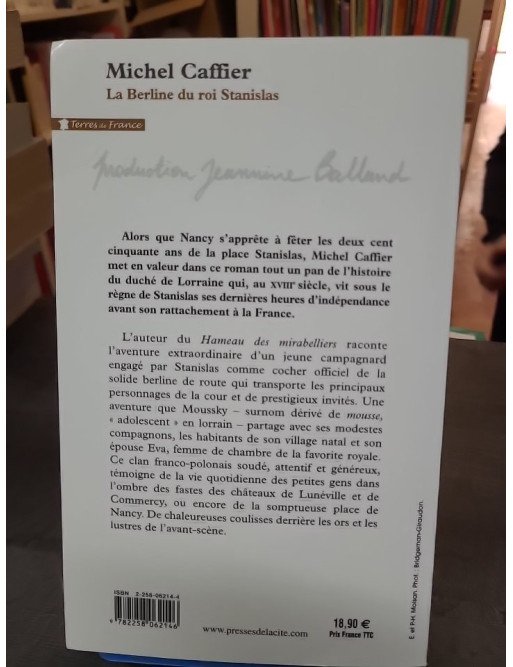 Michel Caffier
La Berline du roi Stanislas
Terres de France
production Jeannine Balland
Alors que Nancy s'apprête à fêter les deux cent
cinquante ans de la place Stanislas, Michel Caffier
met en valeur dans ce roman tout un pan de l'histoire
du duché de Lorraine qui, au XVIIIe siècle, vit sous le
règne de Stanislas ses dernières heures d'indépendance
avant son rattachement à la France.
L'auteur du Hameau des mirabelliers raconte
l'aventure extraordinaire d'un jeune campagnard
engagé par Stanislas comme cocher officiel de la
solide berline de route qui transporte les principaux
personnages de la cour et de prestigieux invités. Une
aventure que Moussky – surnom dérivé de mousse,
« adolescent » en lorrain – partage avec ses modestes
compagnons, les habitants de son village natal et son
épouse Eva, femme de chambre de la favorite royale.
Ce clan franco-polonais soudé, attentif et généreux,
témoigne de la vie quotidienne des petites gens dans
l'ombre des fastes des châteaux de Lunéville et de
Commercy, ou encore de la somptueuse place de
Nancy. De chaleureuses coulisses derrière les ors et les
lustres de l'avant-scène.
E. et P-H. Moisan. Phot. : Bridgeman-Giraudon.
ISBN 2-258-06214-4
9 782258 062146
www.pressesdelacite.com
18,90 €
Prix France TTC